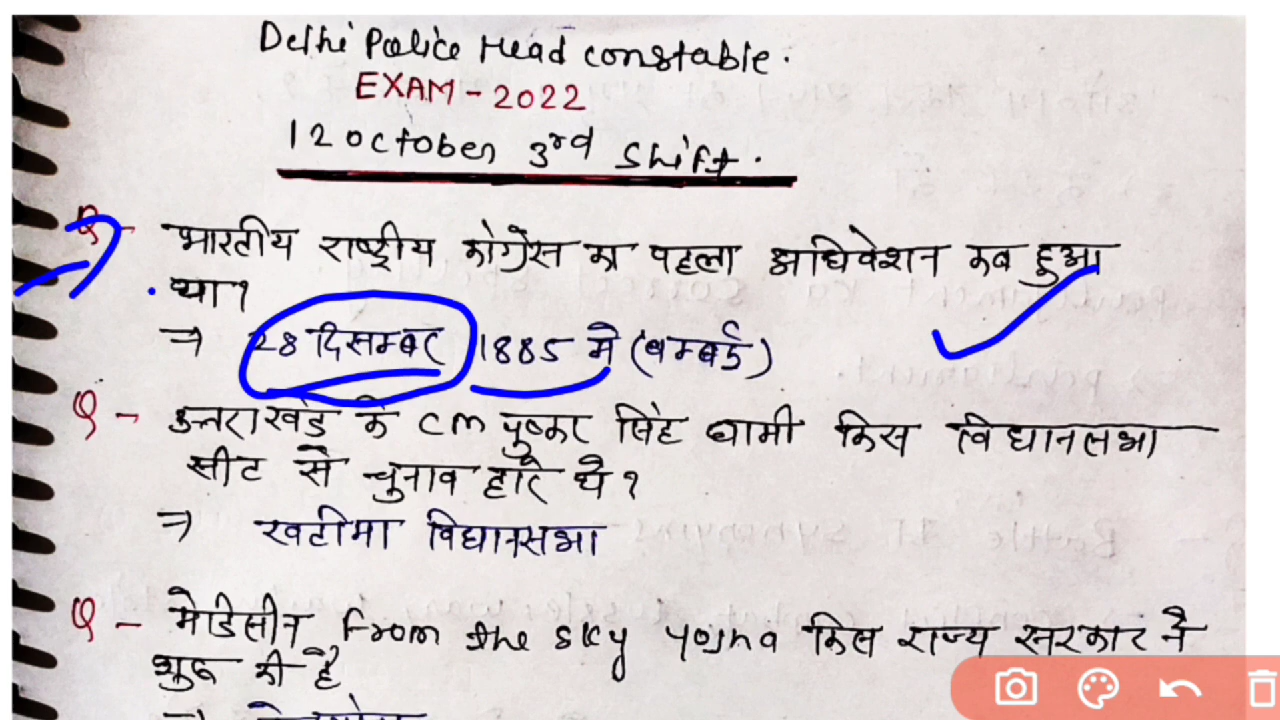 Delhi Police Head constable.
EXAM - 2022
12 october 3rd Shift.
Q - भारतीय राष्ट्रीय कांग्रेस का पहला अधिवेशन कब हुआ
था?
⇒ 28 दिसम्बर 1885 मे (बम्बई)
Q - उत्तराखंड के CM पुष्कर सिंह धामी किस विधानसभा
सीट से चुनाव हारे थे?
⇒ खटीमा विधानसभा
Q - मेडिसीन From the sky yojna किस राज्य सरकार ने
शुरू की है
⇒